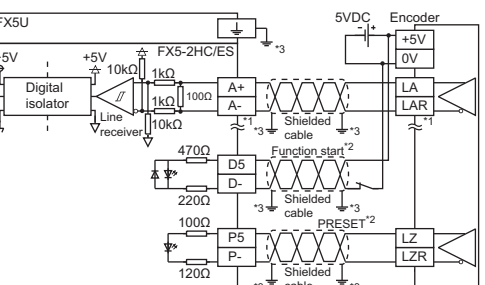 FX5U
5VDC
Encoder
+5V
*3
0V
+5V
+5V
FX5-2HC/ES
10kΩ
1kΩ
Digital
isolator
100Ω
A+
LA
1kΩ
A-
LAR
Line
receiver
10kΩ
*1
*3
Shielded
cable
*3
*1
470Ω
Function start*2
D5
D-
220Ω
*3
Shielded
cable
*3
100Ω
PRESET*2
P5
LZ
P-
LZR
120Ω
*3
Shielded
*3